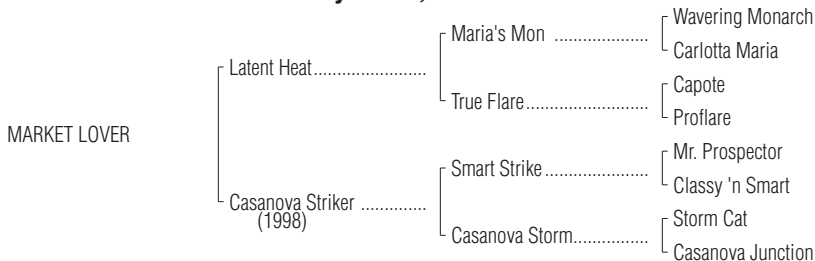 Wavering Monarch
Maria's Mon ....................
Carlotta Maria
Latent Heat........................
Capote
True Flare..........................
Proflare
MARKET LOVER
Mr. Prospector
Smart Strike......................
Classy 'n Smart
Casanova Striker ..............
(1998)
Storm Cat
Casanova Storm................
Casanova Junction